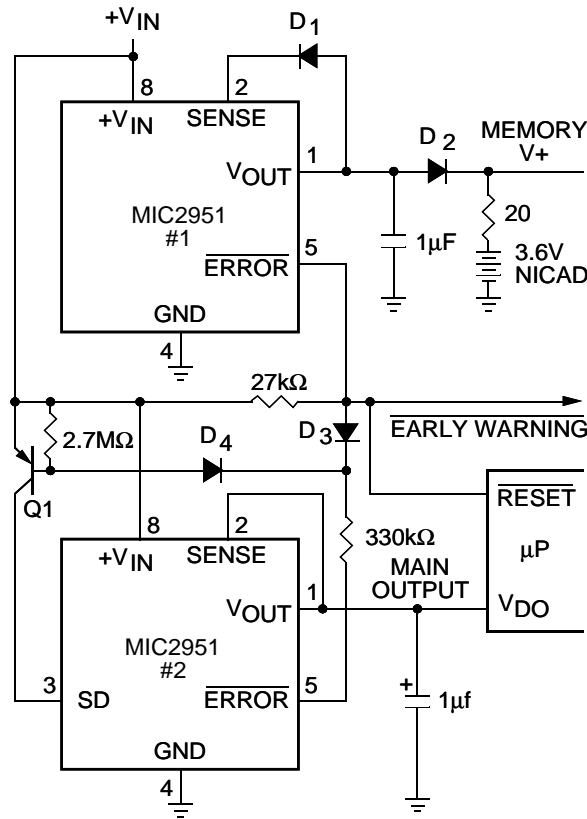 +VIN
D1
8
2
+VIN
SENSE
1
VOUT
D2
MEMORY
V+
MIC2951
#1
20
1µF
5
ERROR
3.6V
NICAD
GND
4
27kΩ
2.7MΩ
D3
EARLY WARNING
D4
Q1
RESET
8
2
330kΩ
+VIN
SENSE
µP
MAIN
OUTPUT
1
VOUT
VDO
MIC2951
#2
3
SD
5
ERROR
+
1µf
GND
4